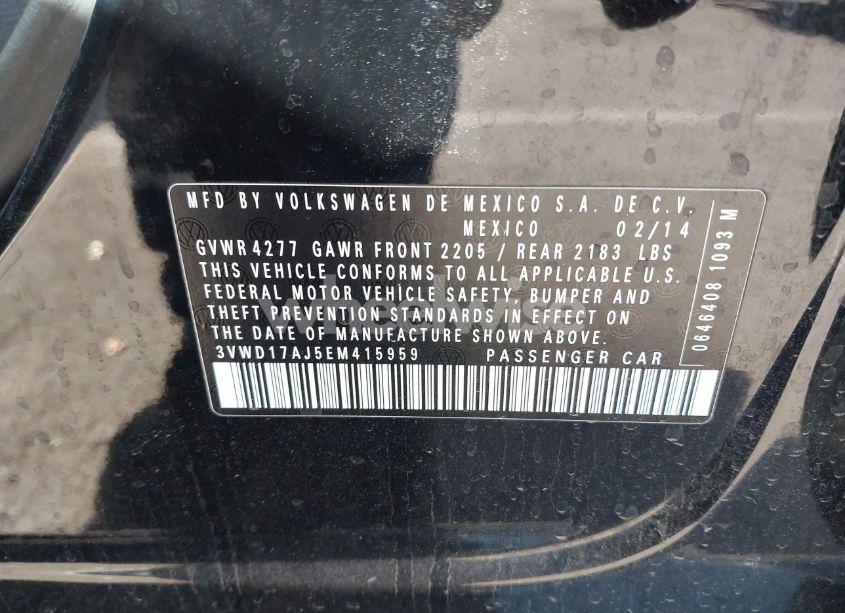 MFD BY VOLKSWAGEN DE MEXICO S.A. DE C.V.
MEXICO 02/14
GVWR 4277 GAWR FRONT 2205 / REAR 2183 LBS
THIS VEHICLE CONFORMS TO ALL APPLICABLE U.S.
FEDERAL MOTOR VEHICLE SAFETY, BUMPER AND
THEFT PREVENTION STANDARDS IN EFFECT ON
THE DATE OF MANUFACTURE SHOWN ABOVE.
3VWD17AJ5EM415959 PASSENGER CAR
0646408 1093 M